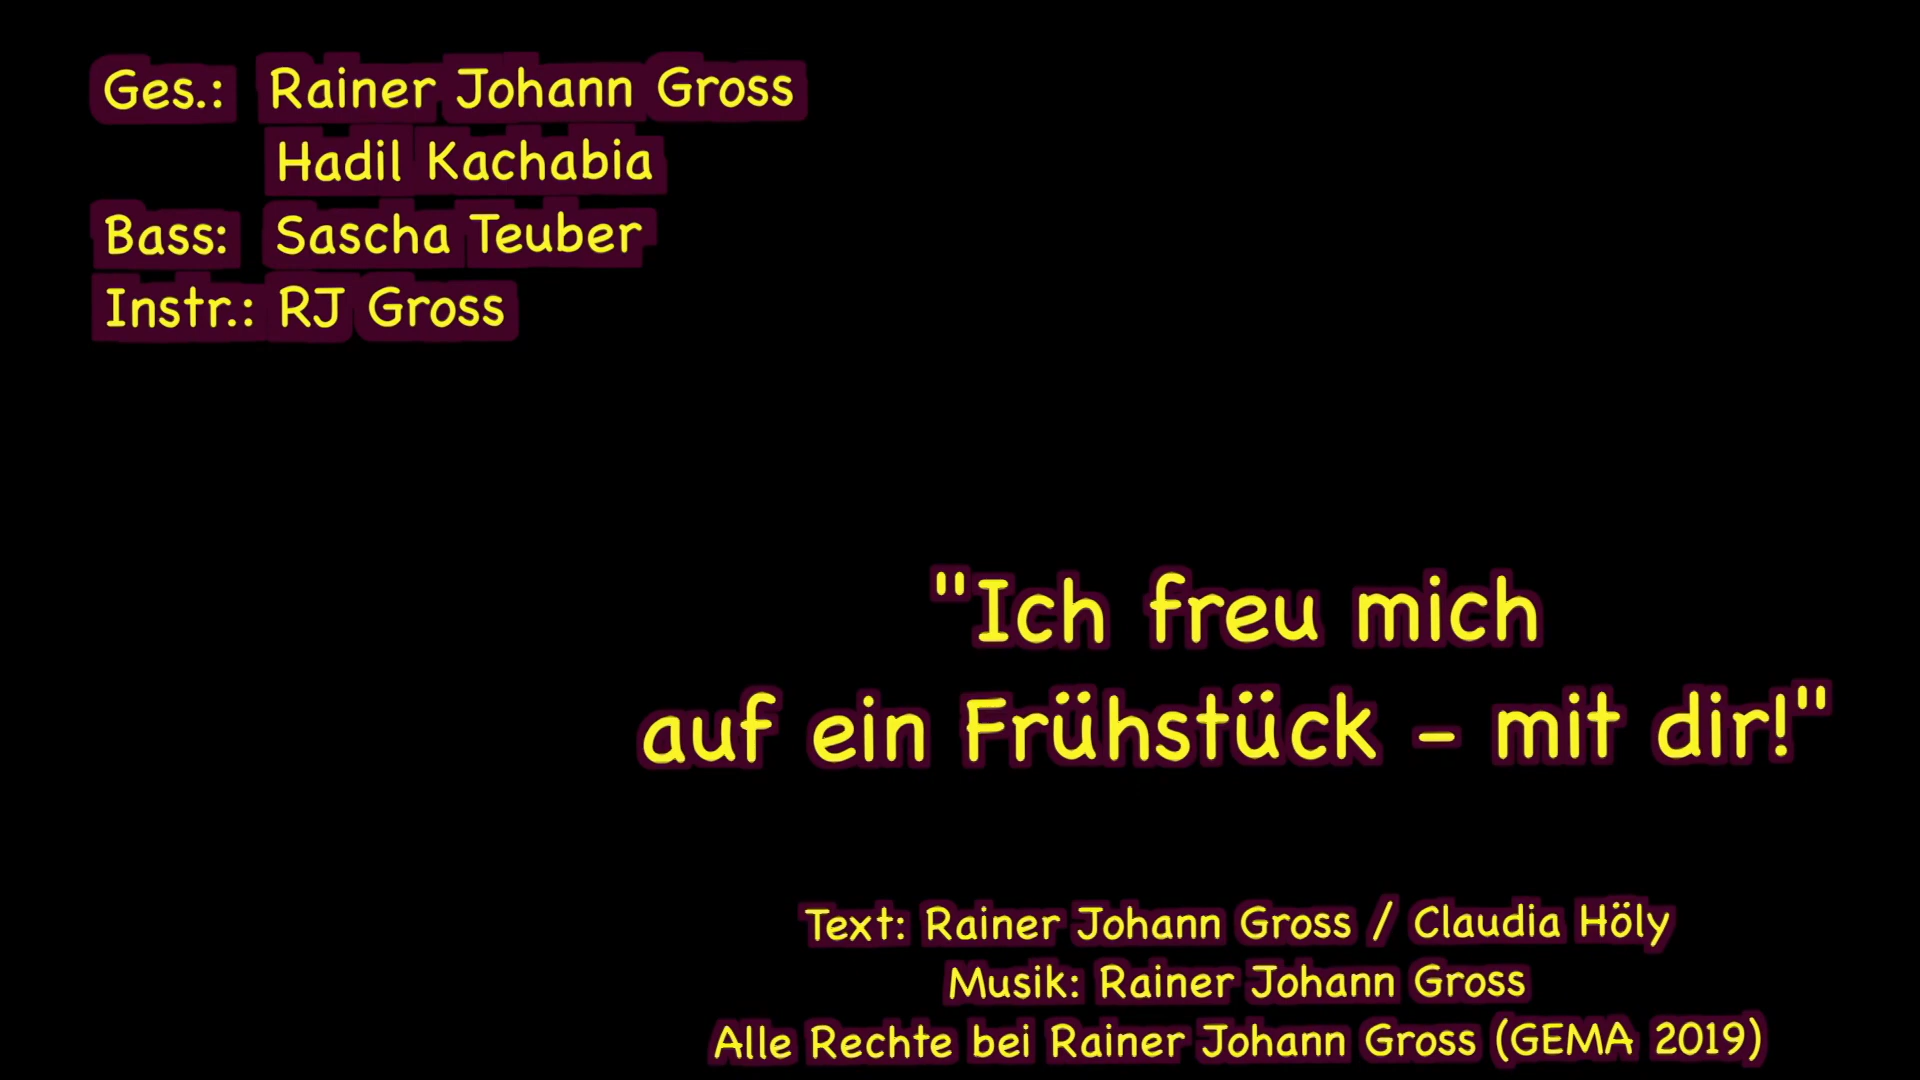 Ges.: Rainer Johann Gross
Hadil Kachabia
Bass: Sascha Teuber
Instr.: RJ Gross
"Ich freu mich
auf ein Frühstück - mit dir!"
Text: Rainer Johann Gross / Claudia Höly
Musik: Rainer Johann Gross
Alle Rechte bei Rainer Johann Gross (GEMA 2019)